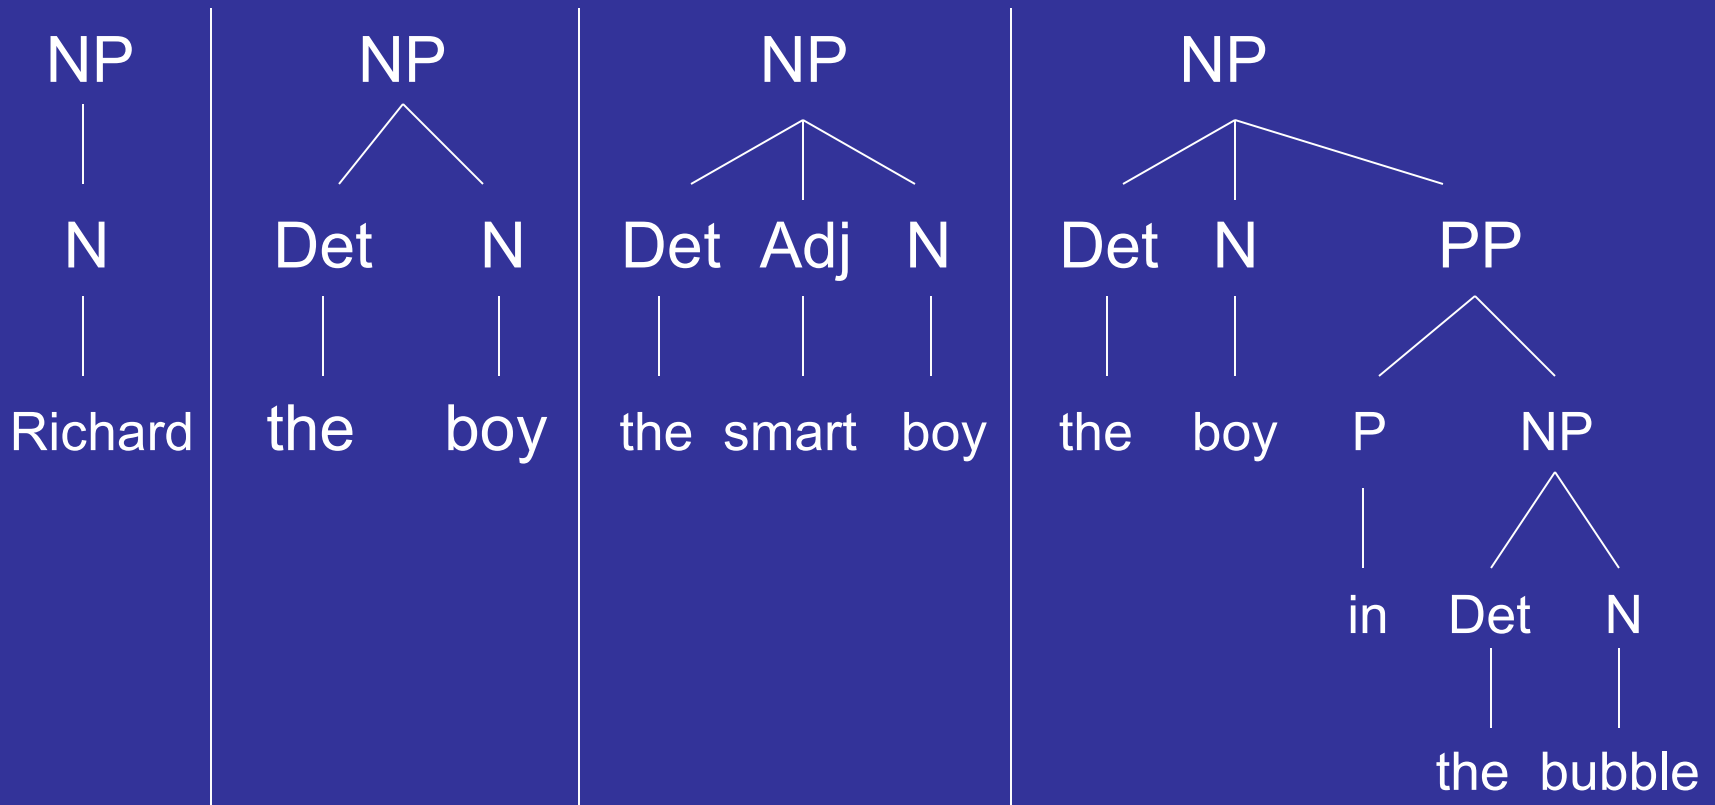 NP NP NP NP
N Det N Det Adj N Det N PP
Richard the boy the smart boy the boy P NP
in Det N
the bubble